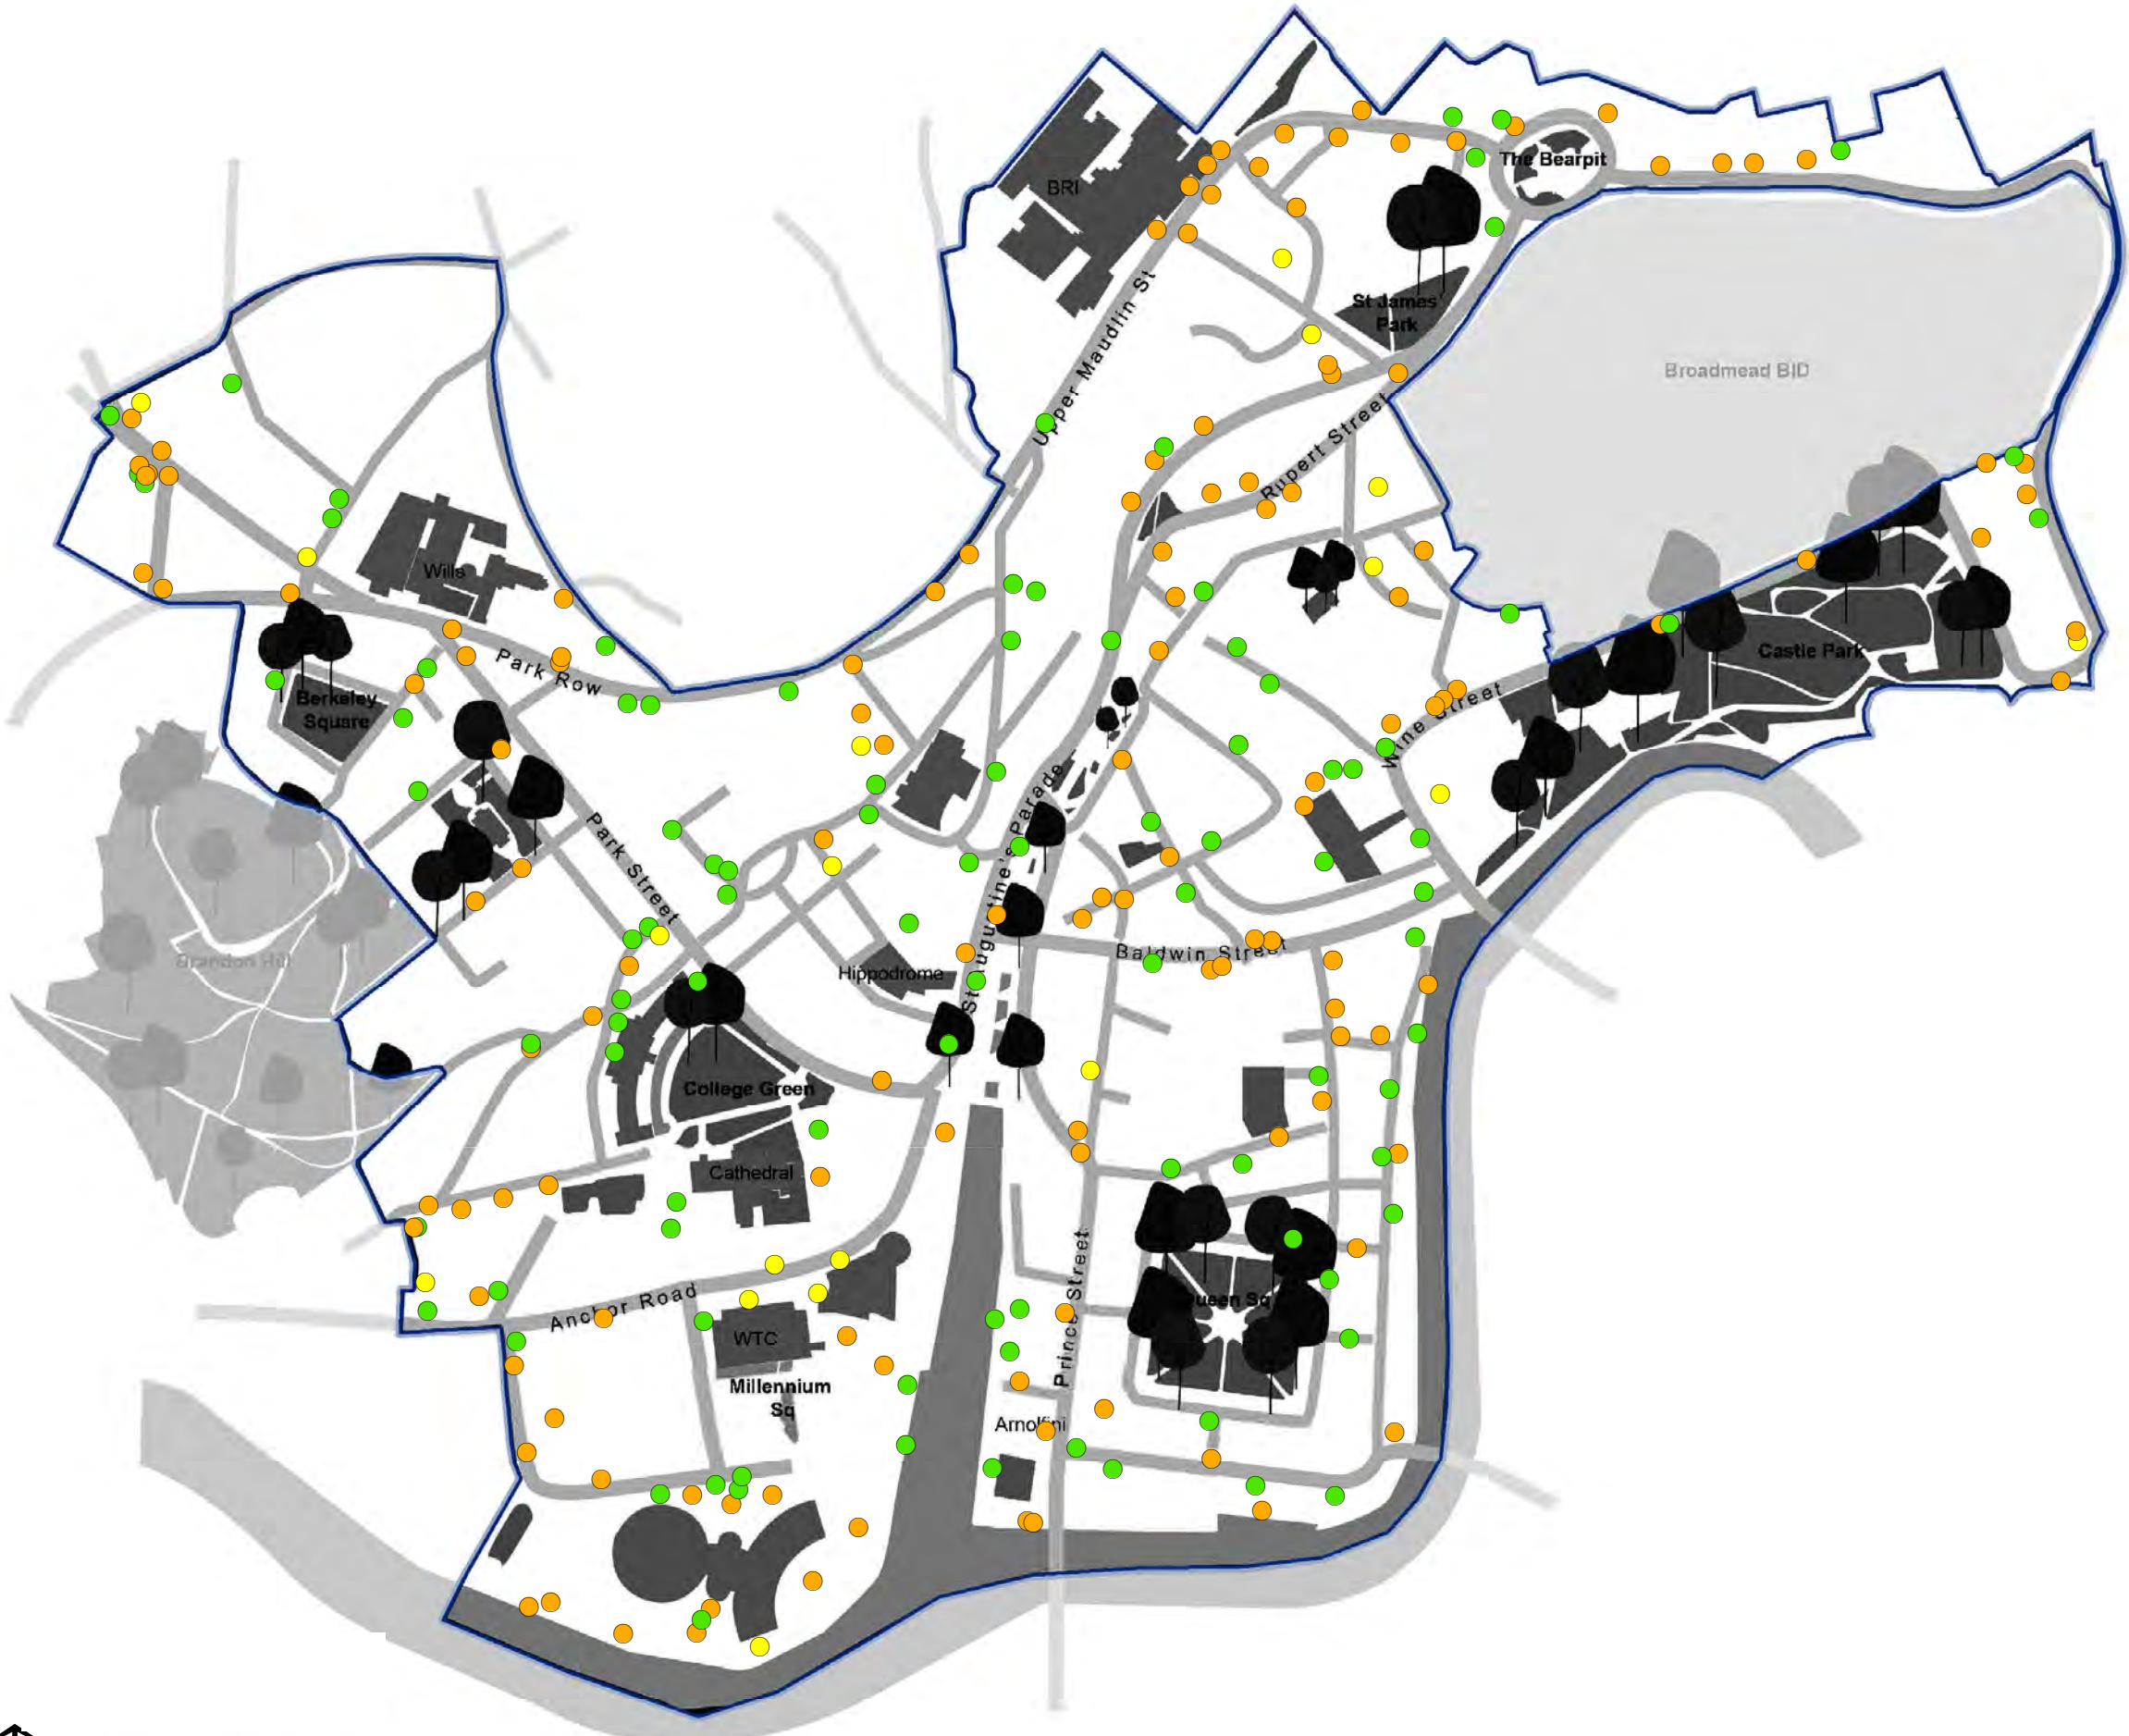 The Bearpit
BRI
St James'
Park
Upper Maudlin St
Broadmead BID
Rupert Street
Wills
Park Row
Berkeley
Square
Castle Park
Wine Street
St Augustine's Parade
Park Street
Brandon Hill
Hippodrome
Baldwin Street
College Green
Cathedral
Anchor Road
Queen Sq
WTC
Prince Street
Millennium
Sq
Arnolfini